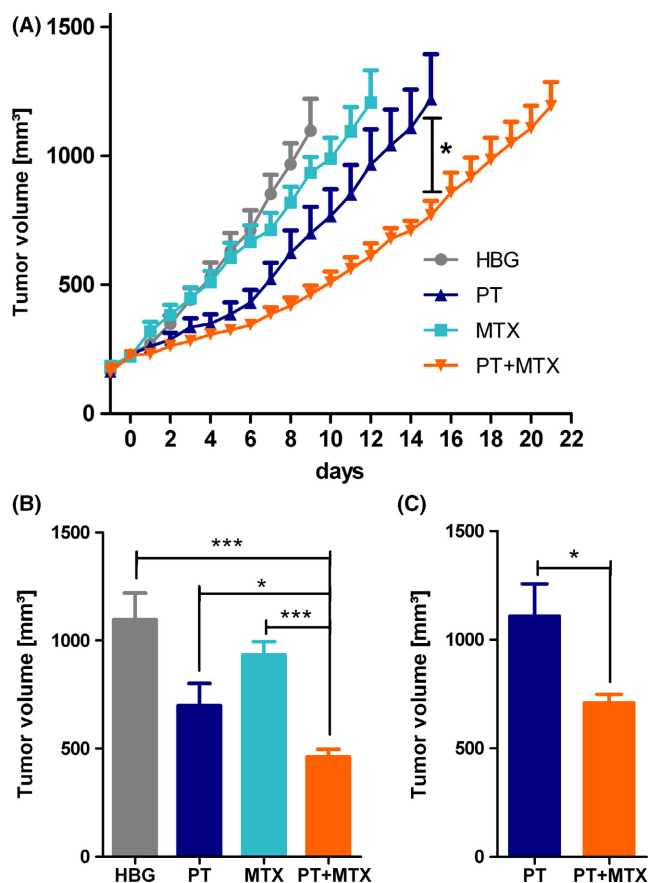 (A)
Tumor volume [mm³]
1500
1000
500
0
*
HBG
PT
MTX
PT+MTX
0 2 4 6 8 10 12 14 16 18 20 22
days
(B)
Tumor volume [mm³]
1500
1000
500
0
***
*
***
HBG PT MTX PT+MTX
(C)
Tumor volume [mm³]
1500
1000
500
0
*
PT PT+MTX